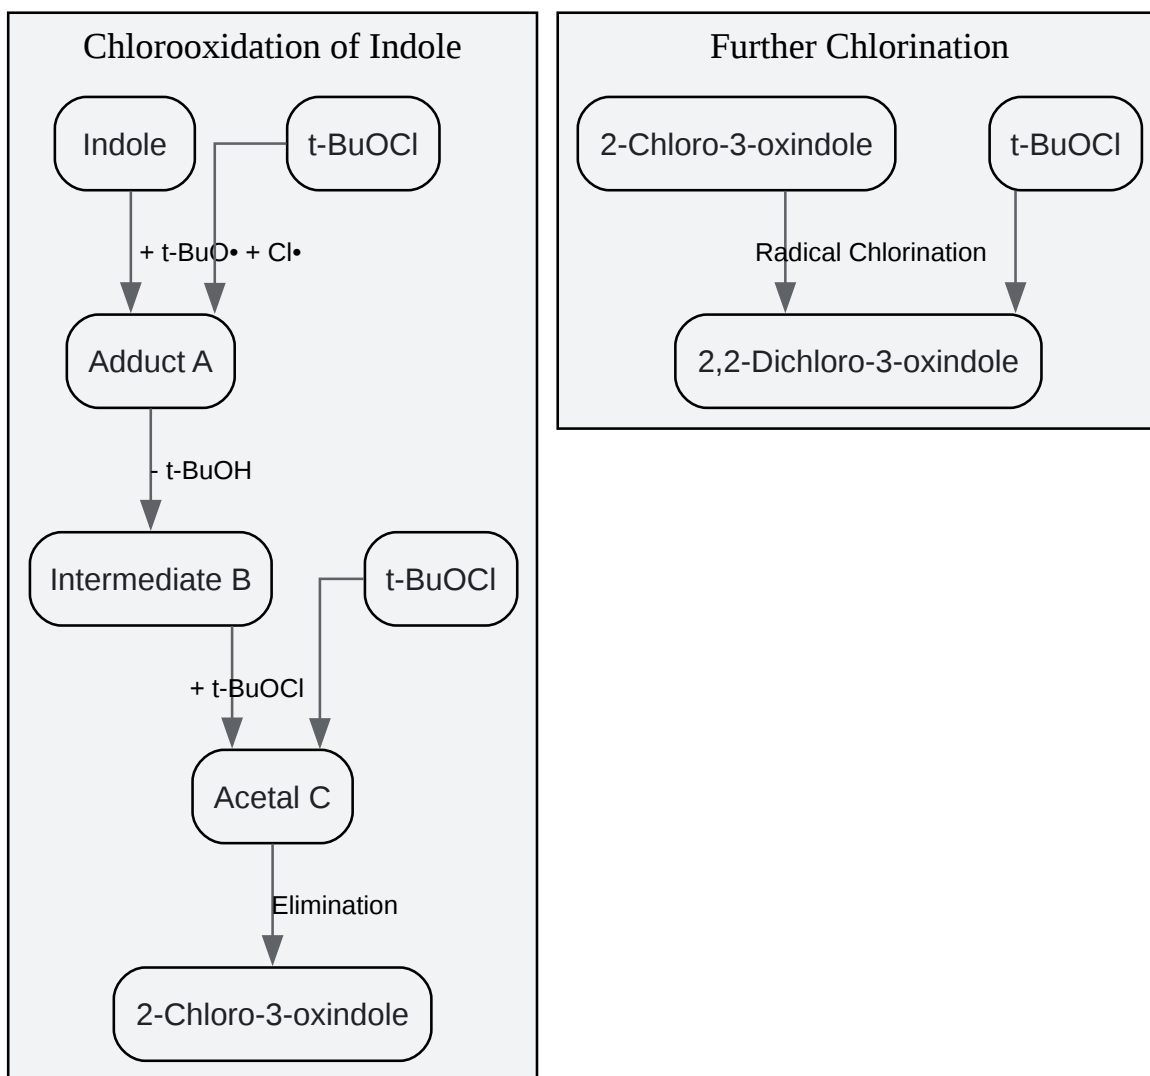 Chlorooxidation of Indole
Indole
t-BuOCl
+ t-BuO• + Cl•
Adduct A
- t-BuOH
Intermediate B
t-BuOCl
+ t-BuOCl
Acetal C
Elimination
2-Chloro-3-oxindole
Further Chlorination
2-Chloro-3-oxindole
t-BuOCl
Radical Chlorination
2,2-Dichloro-3-oxindole